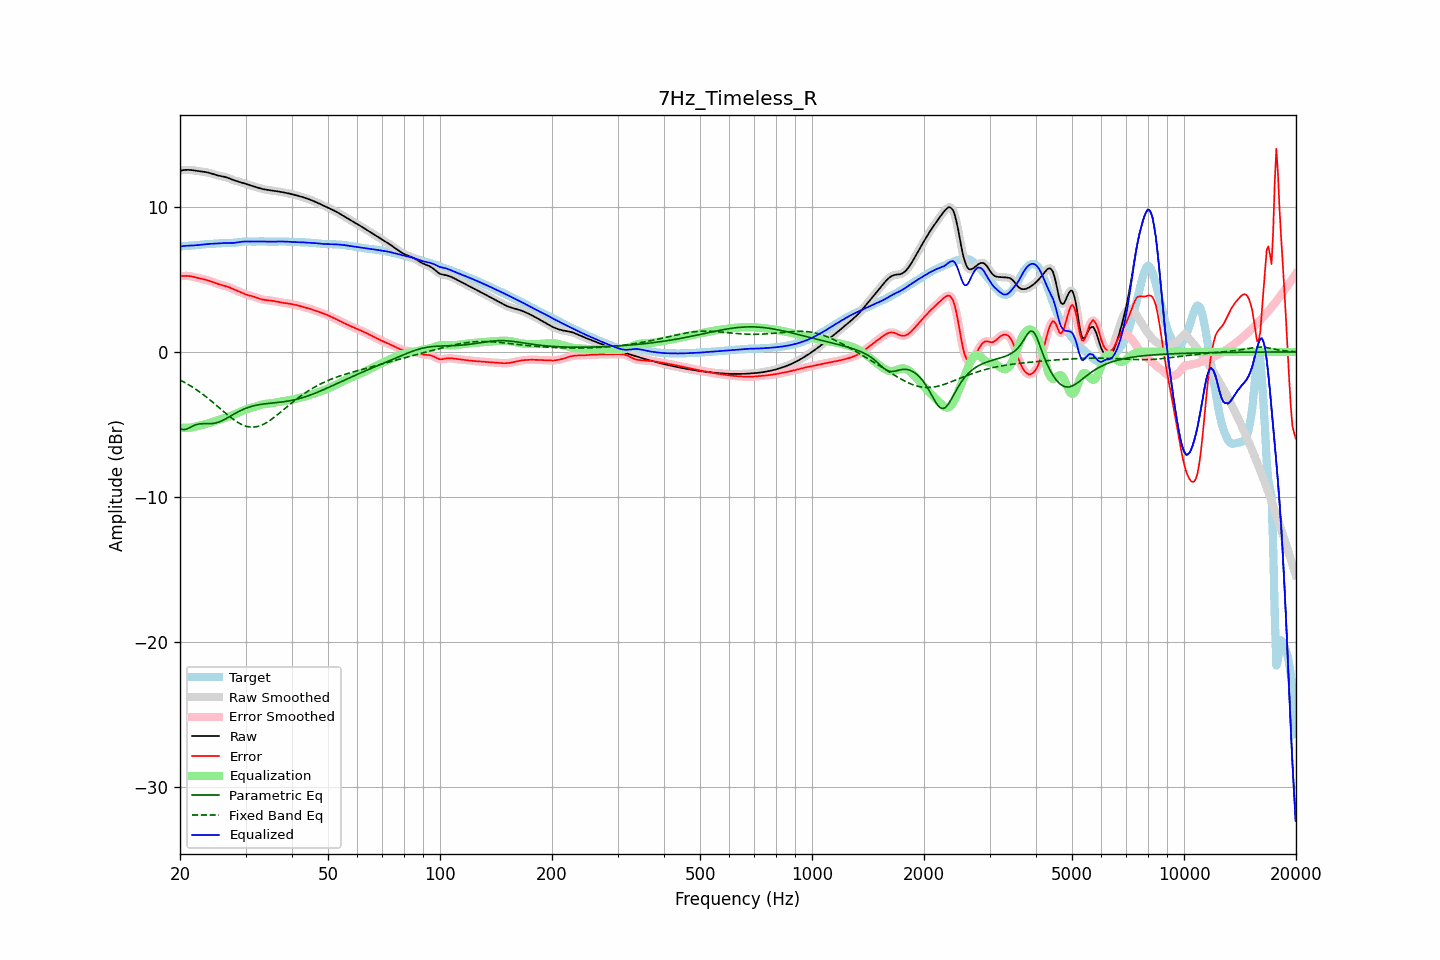 7Hz_Timeless_R
10
0
−10
−20
−30
Amplitude (dBr)
Target
Raw Smoothed
Error Smoothed
Raw
Error
Equalization
Parametric Eq
Fixed Band Eq
Equalized
20 50 100 200 500 1000 2000 5000 10000 20000
Frequency (Hz)